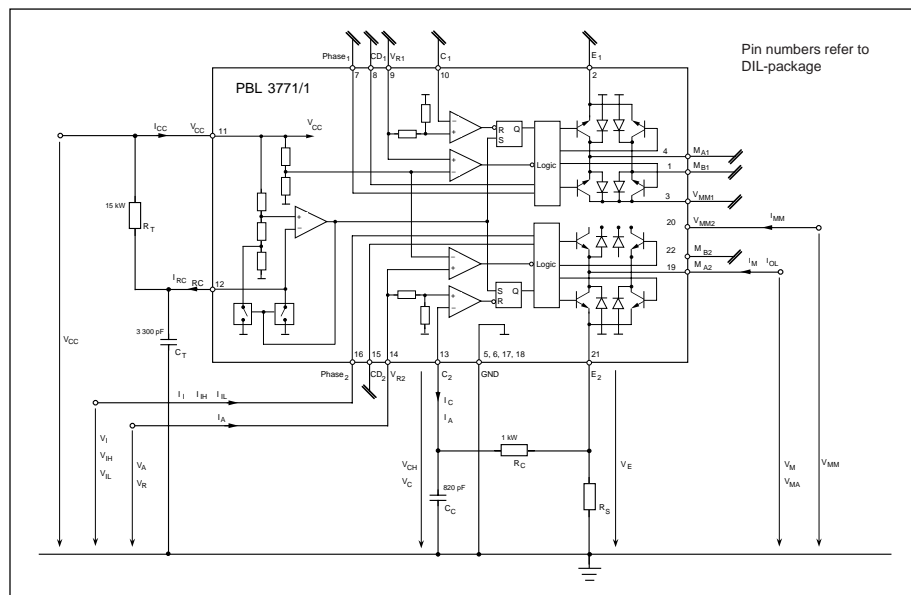 Pin numbers refer to
DIL-package
Phase1 CD1 VR1 C1 E1
7 8 9 10 2
PBL 3771/1
ICC VCC 11 VCC
R
S Q
Logic
4 MA1
1 MB1
3 VMM1
15 kW
RT
20 VMM2 IMM
22 MB2
19 MA2 IM IOL
Logic
S Q
R
IRC RC 12
3 300 pF
CT
VCC
16 15 14 13 5, 6, 17, 18 21
Phase2 CD2 VR2 C2 GND E2
II IIH IIL
IC
IA
IA
1 kW
RC
VI
VIH
VIL
VA
VR
VCH
VC
820 pF
CC
RS
VE
VM
VMA
VMM